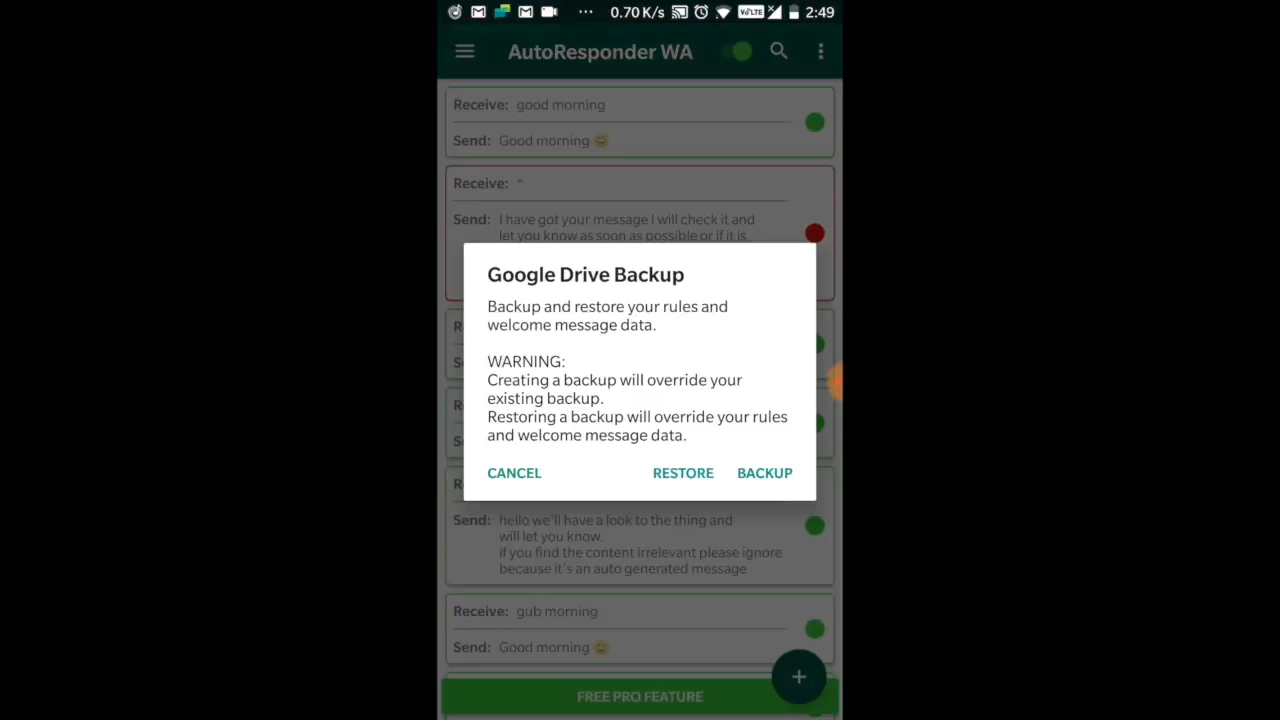 0.70 K/s VoLTE 2:49
AutoResponder WA
Receive: good morning
Send: Good morning 😄
Receive: *
Send: I have got your message I will check it and
let you know as soon as possible or if it is
Google Drive Backup
Backup and restore your rules and
welcome message data.
WARNING:
Creating a backup will override your
existing backup.
Restoring a backup will override your rules
and welcome message data.
CANCEL RESTORE BACKUP
Send: hello we'll have a look to the thing and
will let you know.
if you find the content irrelevant please ignore
because it's an auto generated message
Receive: gub morning
Send: Good morning 😄
+
FREE PRO FEATURE